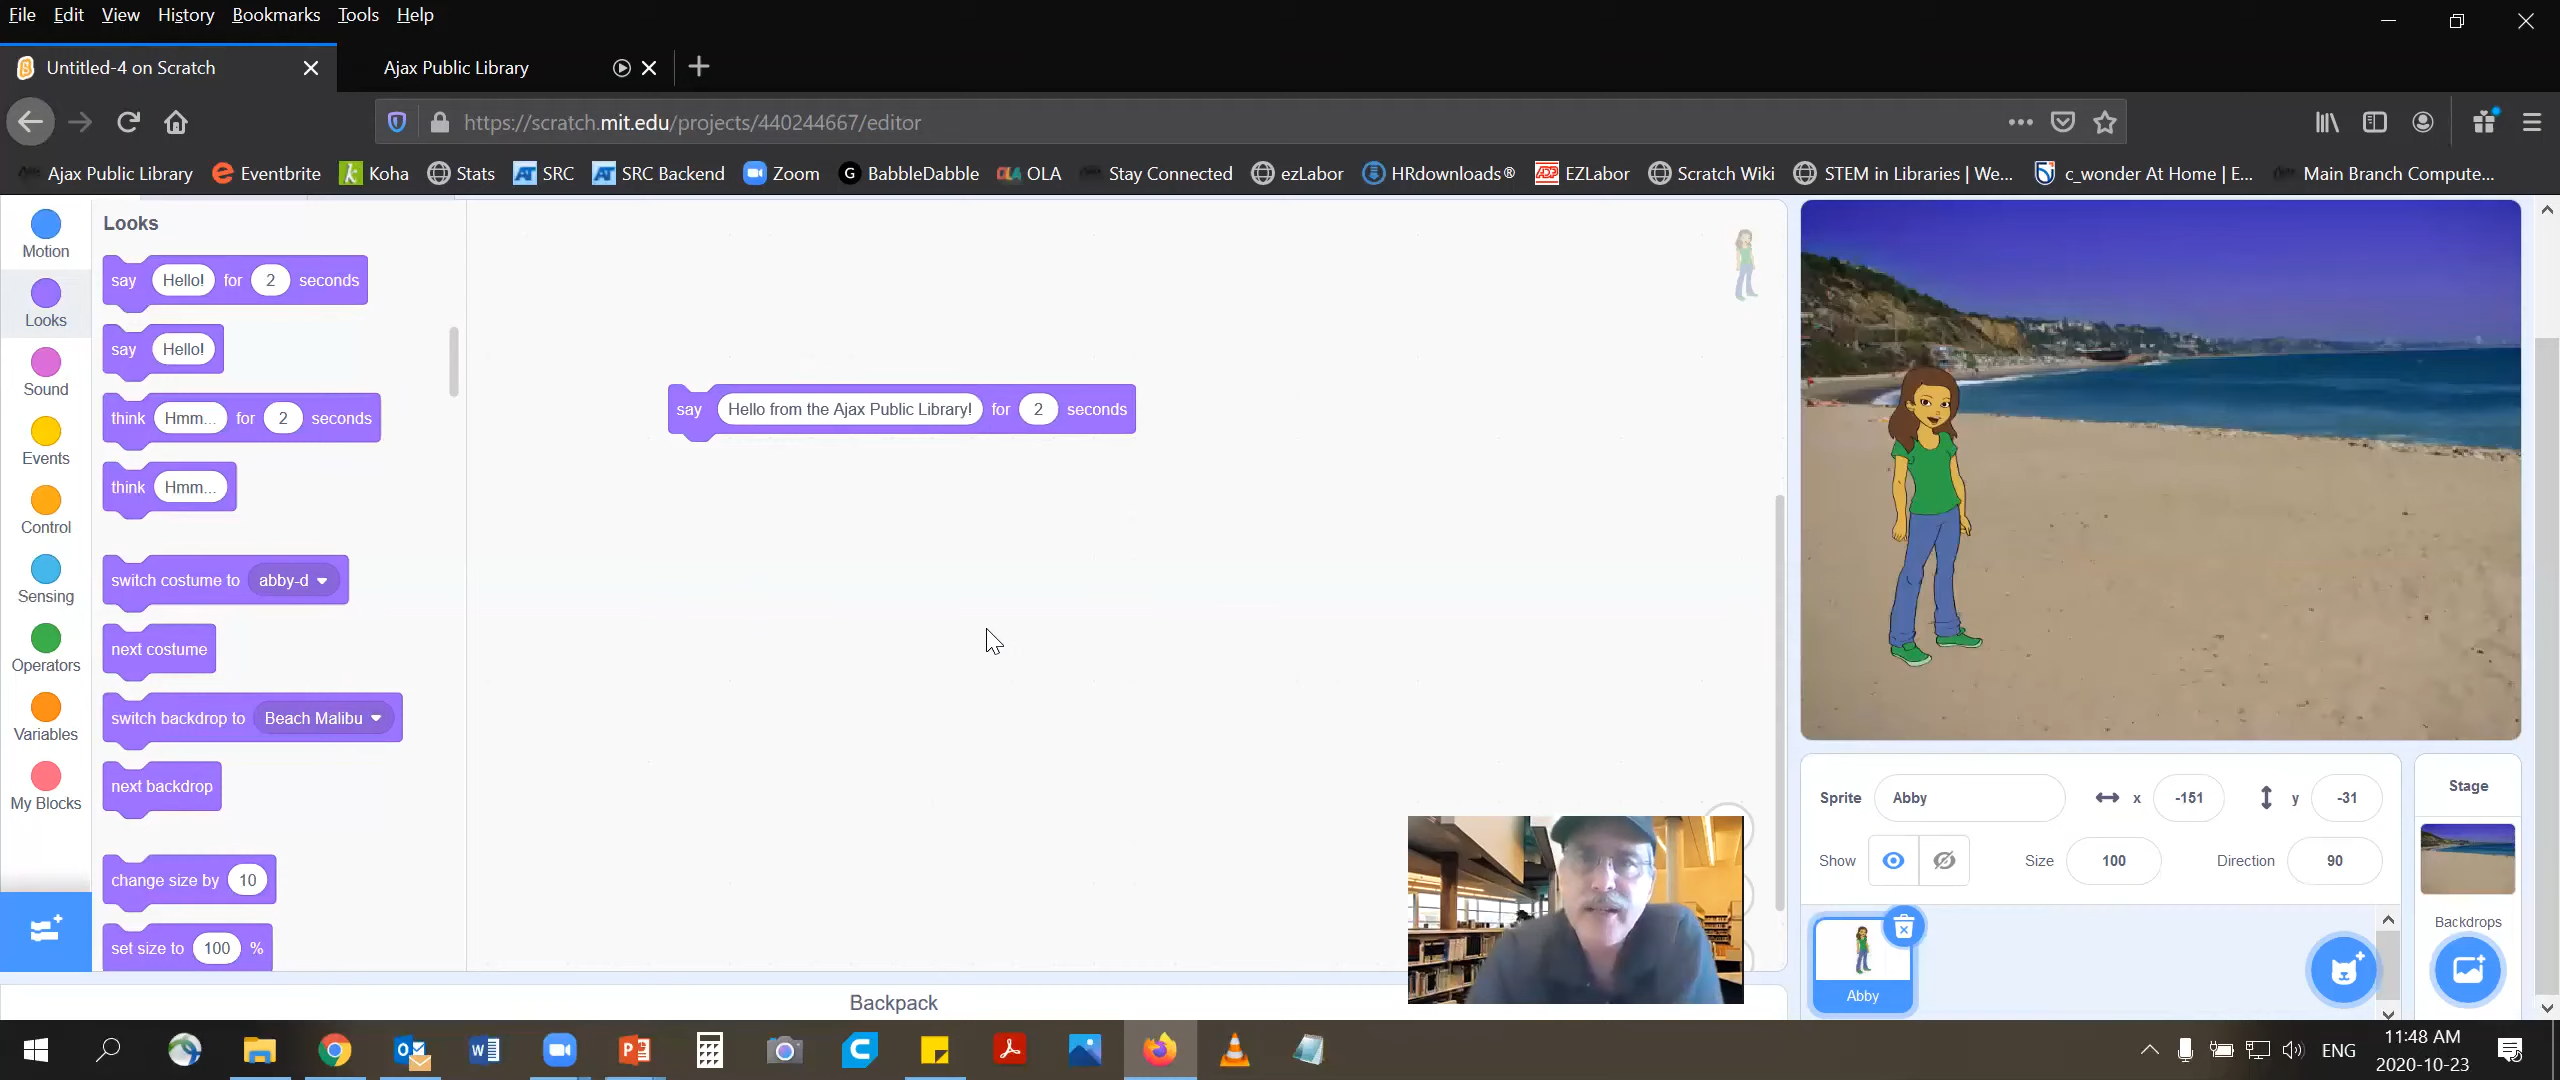 File Edit View History Bookmarks Tools Help
Untitled-4 on Scratch
Ajax Public Library
https://scratch.mit.edu/projects/440244667/editor
Ajax Public Library Eventbrite Koha Stats SRC SRC Backend Zoom BabbleDabble OLA Stay Connected ezLabor HRdownloads® EZLabor Scratch Wiki STEM in Libraries | We... c_wonder At Home | E... Main Branch Compute...
Motion
Looks
Sound
Events
Control
Sensing
Operators
Variables
My Blocks
Looks
say Hello! for 2 seconds
say Hello!
think Hmm... for 2 seconds
think Hmm...
switch costume to abby-d
next costume
switch backdrop to Beach Malibu
next backdrop
change size by 10
set size to 100 %
say Hello from the Ajax Public Library! for 2 seconds
Backpack
Sprite Abby x -151 y -31
Show Size 100 Direction 90
Abby
Stage
Backdrops
ENG
11:48 AM
2020-10-23